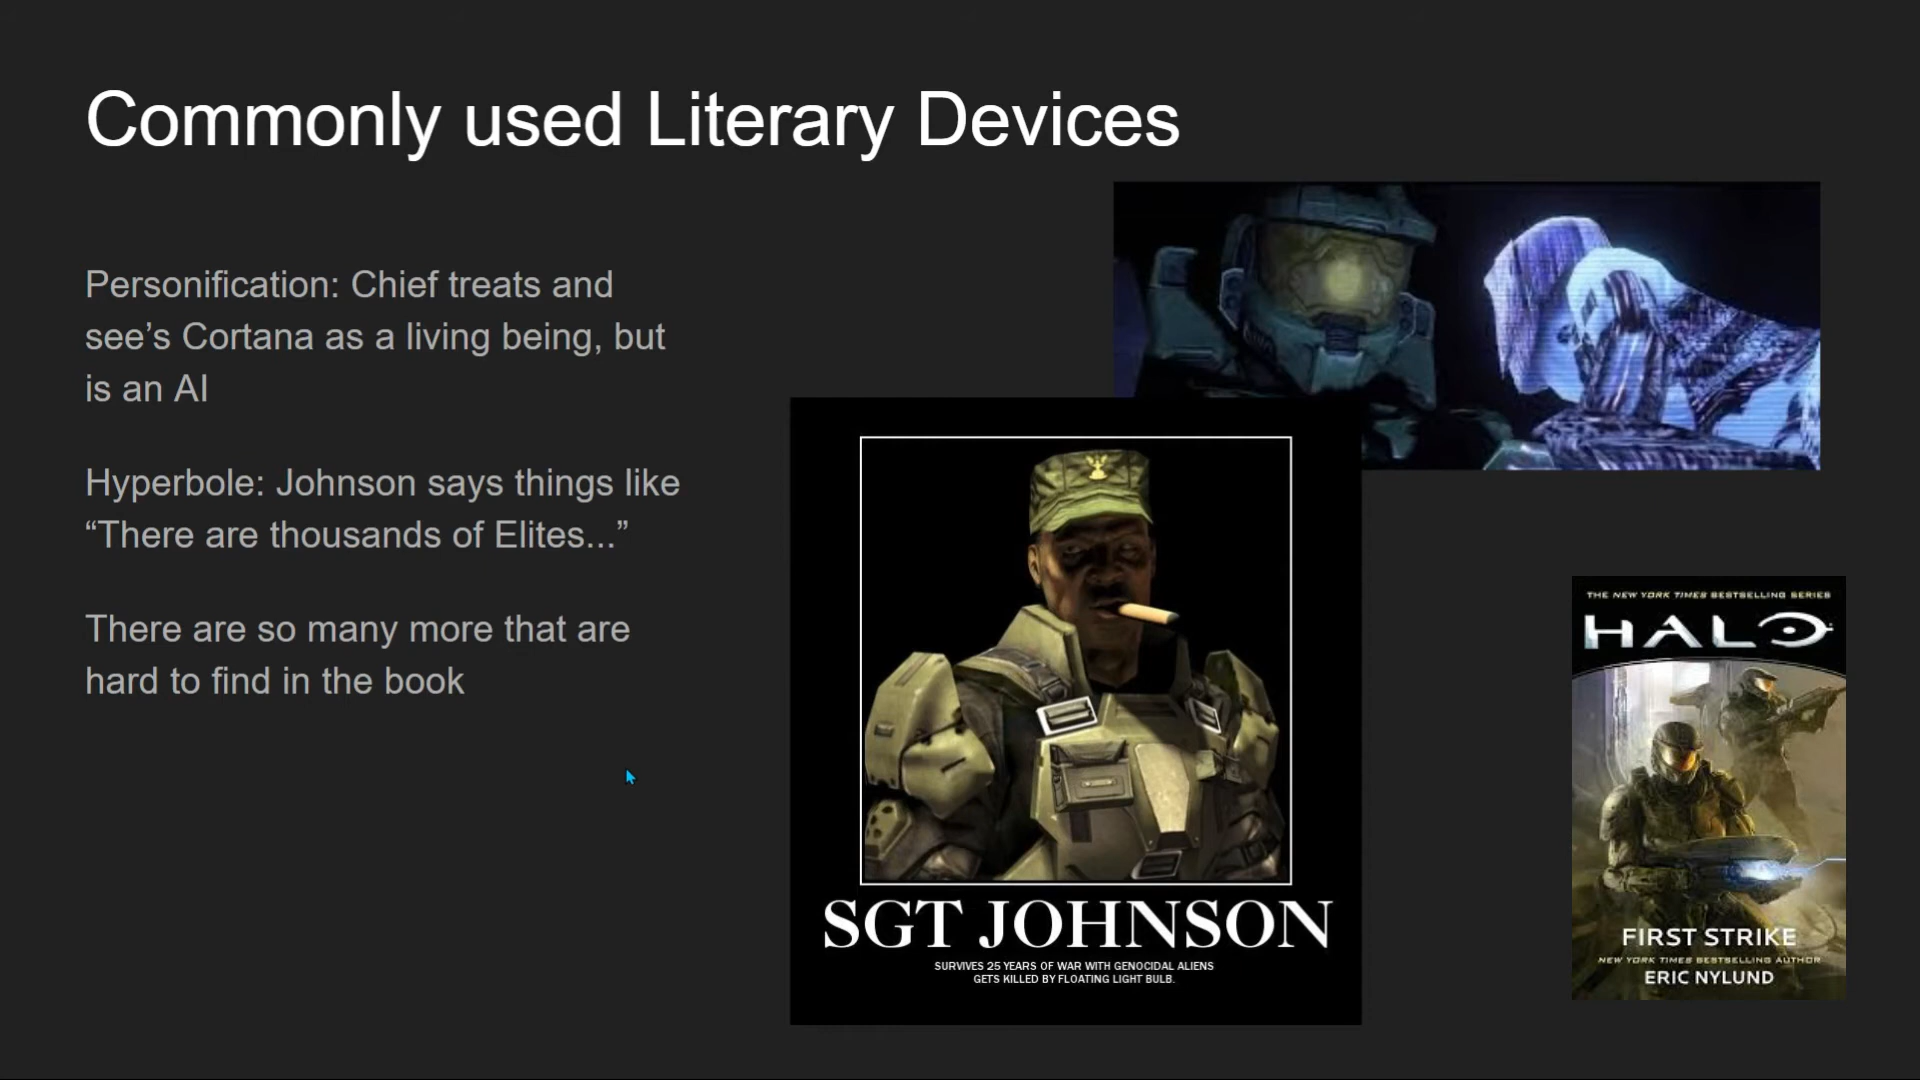 Commonly used Literary Devices
Personification: Chief treats and
see’s Cortana as a living being, but
is an AI
Hyperbole: Johnson says things like
“There are thousands of Elites...”
There are so many more that are
hard to find in the book
SGT JOHNSON
SURVIVES 25 YEARS OF WAR WITH GENOCIDAL ALIENS
GETS KILLED BY FLOATING LIGHT BULB.
THE NEW YORK TIMES BESTSELLING SERIES
HALO
FIRST STRIKE
NEW YORK TIMES BESTSELLING AUTHOR
ERIC NYLUND